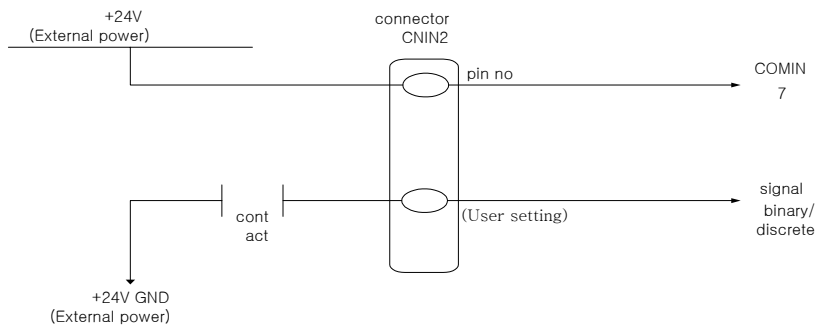 +24V
(External power)
connector
CNIN2
pin no
COMIN
7
cont
act
(User setting)
signal
binary/
discrete
+24V GND
(External power)